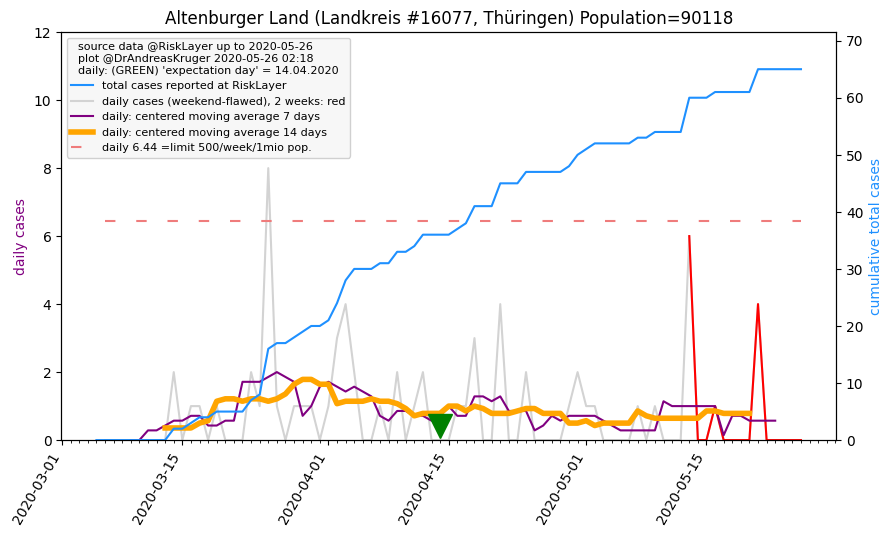 Altenburger Land (Landkreis #16077, Thüringen) Population=90118
source data @RiskLayer up to 2020-05-26
plot @DrAndreasKruger 2020-05-26 02:18
daily: (GREEN) 'expectation day' = 14.04.2020
total cases reported at RiskLayer
daily cases (weekend-flawed), 2 weeks: red
daily: centered moving average 7 days
daily: centered moving average 14 days
daily 6.44 =limit 500/week/1mio pop.
daily cases
12
10
8
6
4
2
0
cumulative total cases
70
60
50
40
30
20
10
0
2020-03-01
2020-03-15
2020-04-01
2020-04-15
2020-05-01
2020-05-15